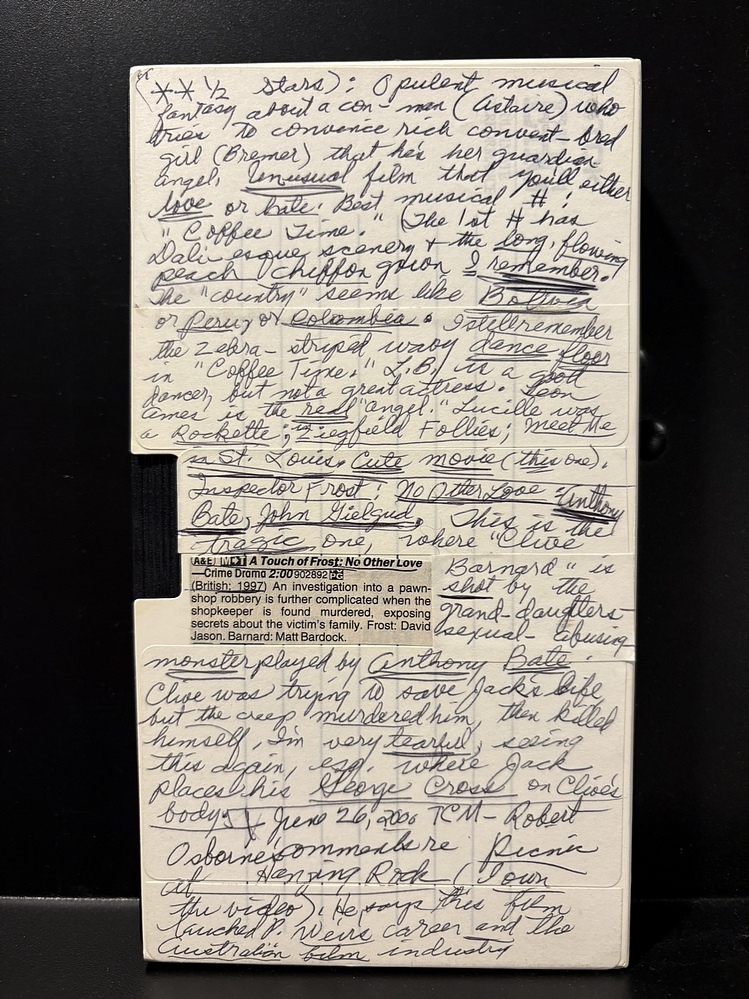 (** 1/2 stars): Opulent musical
fantasy about a con-man (Astaire) who
tries to convince rich convent-bred
girl (Bremer) that he's her guardian
angel. Unusual film that you'll either
love or hate. Best musical #:
"Coffee Time." (The 1st # has
Dali esque scenery + the long, flowing
peach chiffon gown I remember.
The "country" seems like Bolivia
or Peru, or Colombia. I still remember
the Zebra-striped wavy dance floor
in "Coffee Time." L.B. is a good
dancer, but not a great actress. Leon
Ames is the real "angel." Lucille was
a Rockette; in Ziegfield Follies; Meet Me
in St. Louis. Cute movie (this one).
Inspector Frost: No Other Love - Anthony
Bate, John Gielgud. This is the
tragic one, where "Clive
Barnard" is
shot by the
grand-daughters-
sexual-abusing
A&E A Touch of Frost: No Other Love
—Crime Drama 2:00 902892
(British; 1997) An investigation into a pawn-
shop robbery is further complicated when the
shopkeeper is found murdered, exposing
secrets about the victim's family. Frost: David
Jason. Barnard: Matt Bardock.
monster played by Anthony Bate.
Clive was trying to save Jack's life
but the creep murdered him, then killed
himself. I'm very tearful, seeing
this again, esp. where Jack
places his George Cross on Clive's
body. June 26, 2000 TCM - Robert
Osborne's comments re Picnic
at Hanging Rock (I own
the video). He says this film
launched P. Weirs career and the
Australian film industry